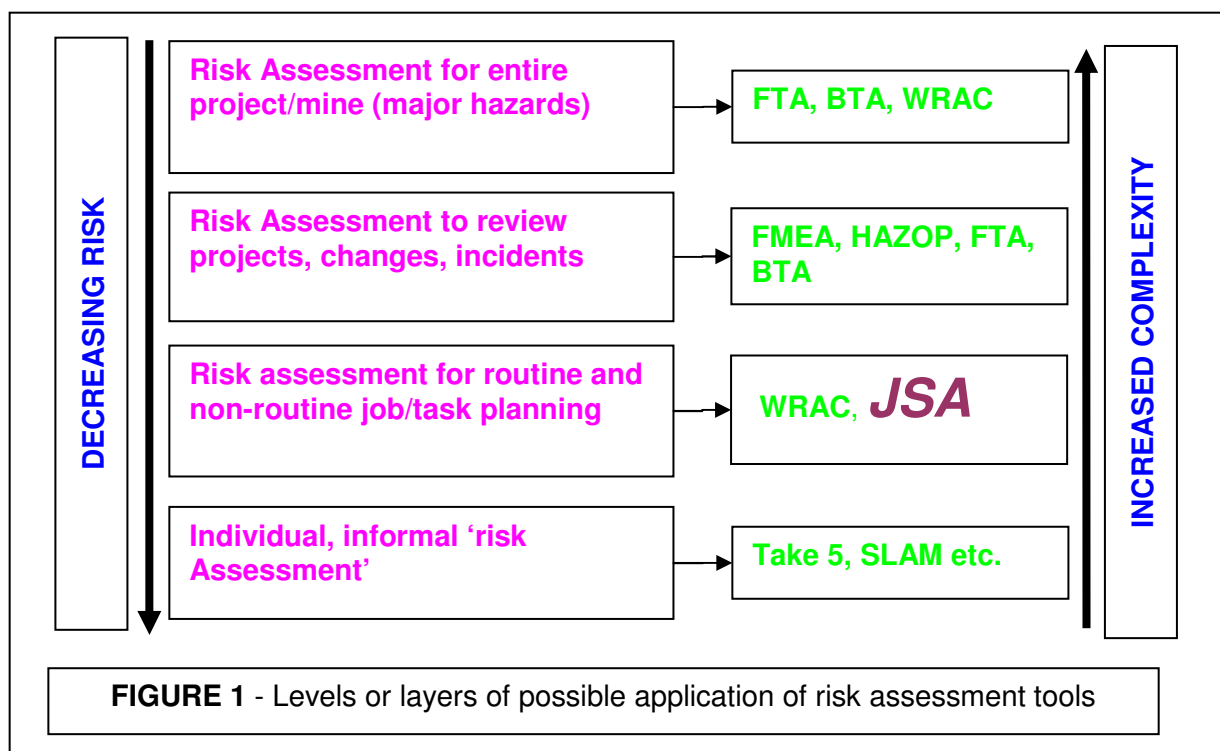 DECREASING RISK
Risk Assessment for entire
project/mine (major hazards)
FTA, BTA, WRAC
Risk Assessment to review
projects, changes, incidents
FMEA, HAZOP, FTA,
BTA
Risk assessment for routine and
non-routine job/task planning
WRAC, JSA
Individual, informal ‘risk
Assessment’
Take 5, SLAM etc.
INCREASED COMPLEXITY
FIGURE 1 - Levels or layers of possible application of risk assessment tools